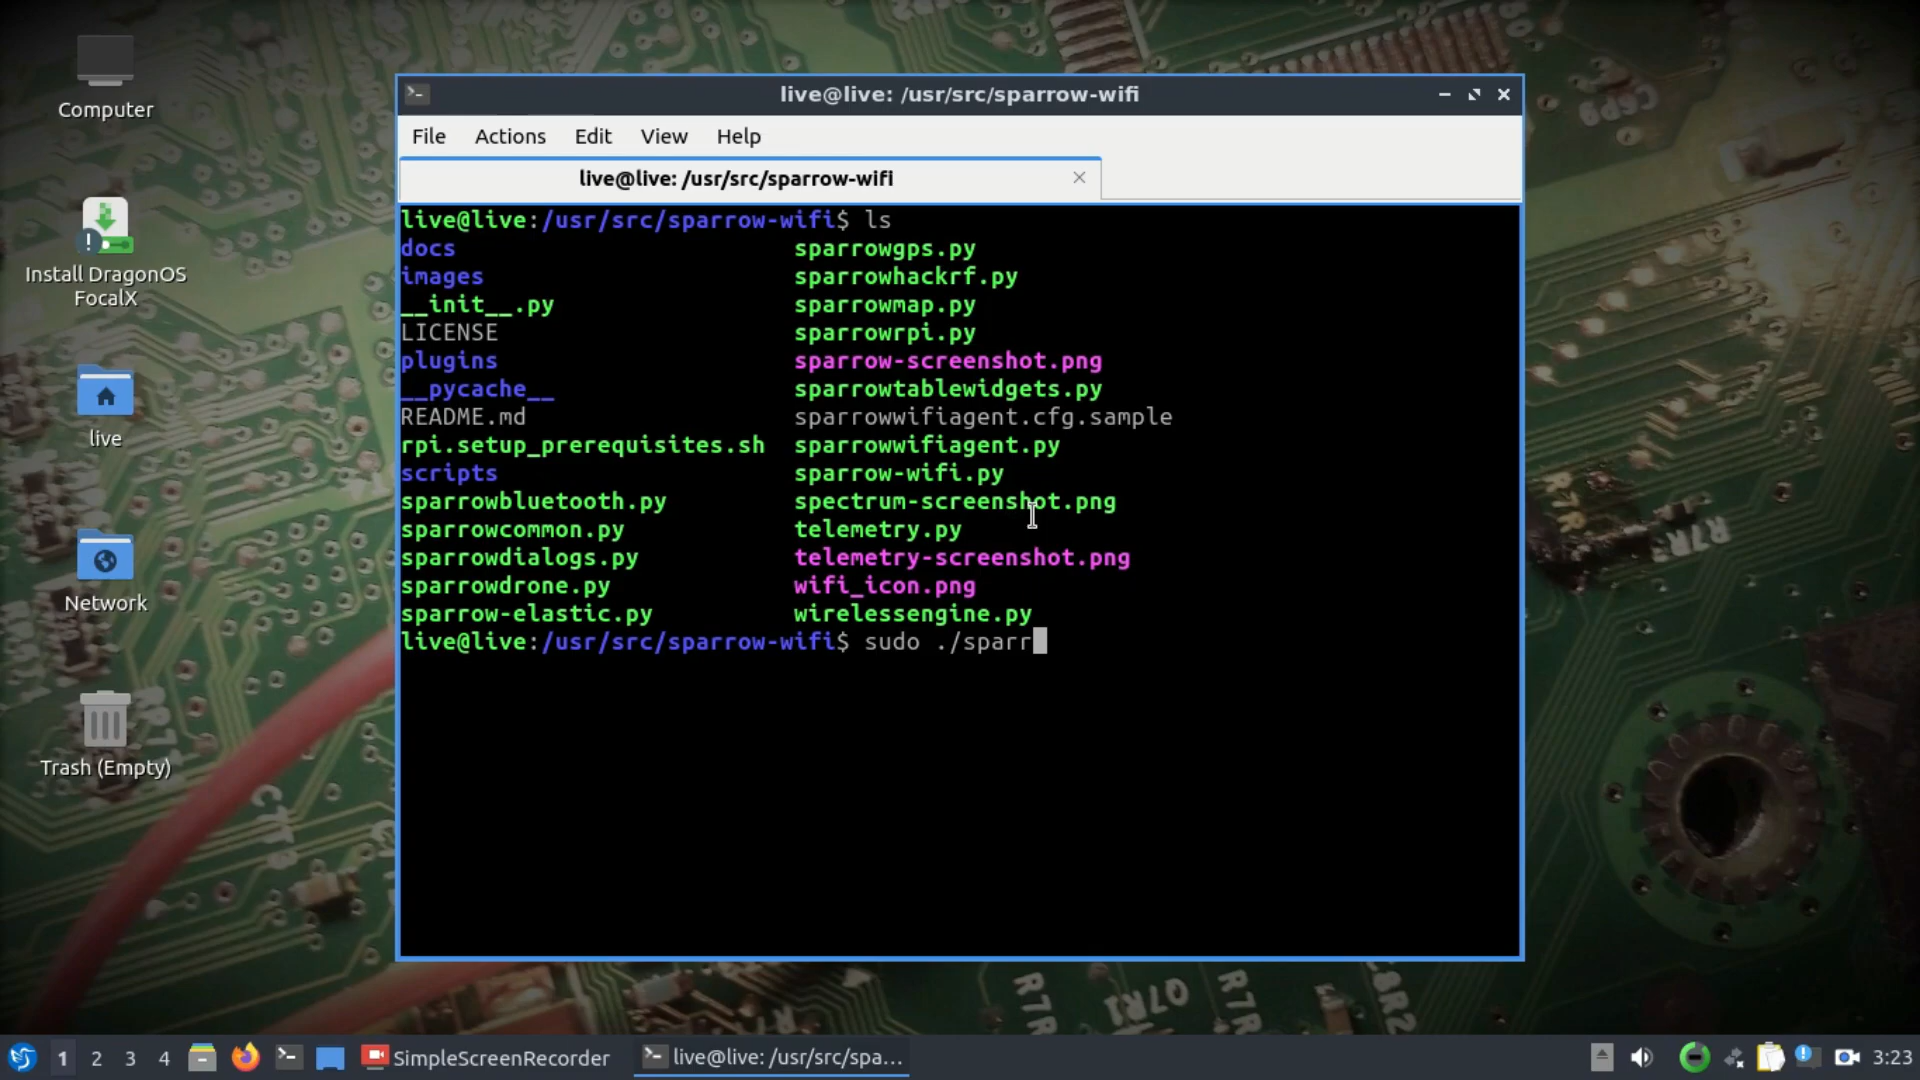 Computer
Install DragonOS
FocalX
live
Network
Trash (Empty)
live@live: /usr/src/sparrow-wifi
File Actions Edit View Help
live@live: /usr/src/sparrow-wifi
live@live:/usr/src/sparrow-wifi$ ls
docs sparrowgps.py
images sparrowhackrf.py
__init__.py sparrowmap.py
LICENSE sparrowrpi.py
plugins sparrow-screenshot.png
__pycache__ sparrowtablewidgets.py
README.md sparrowwifiagent.cfg.sample
rpi.setup_prerequisites.sh sparrowwifiagent.py
scripts sparrow-wifi.py
sparrowbluetooth.py spectrum-screenshot.png
sparrowcommon.py telemetry.py
sparrowdialogs.py telemetry-screenshot.png
sparrowdrone.py wifi_icon.png
sparrow-elastic.py wirelessengine.py
live@live:/usr/src/sparrow-wifi$ sudo ./sparr
1 2 3 4 SimpleScreenRecorder live@live: /usr/src/spa... 3:23